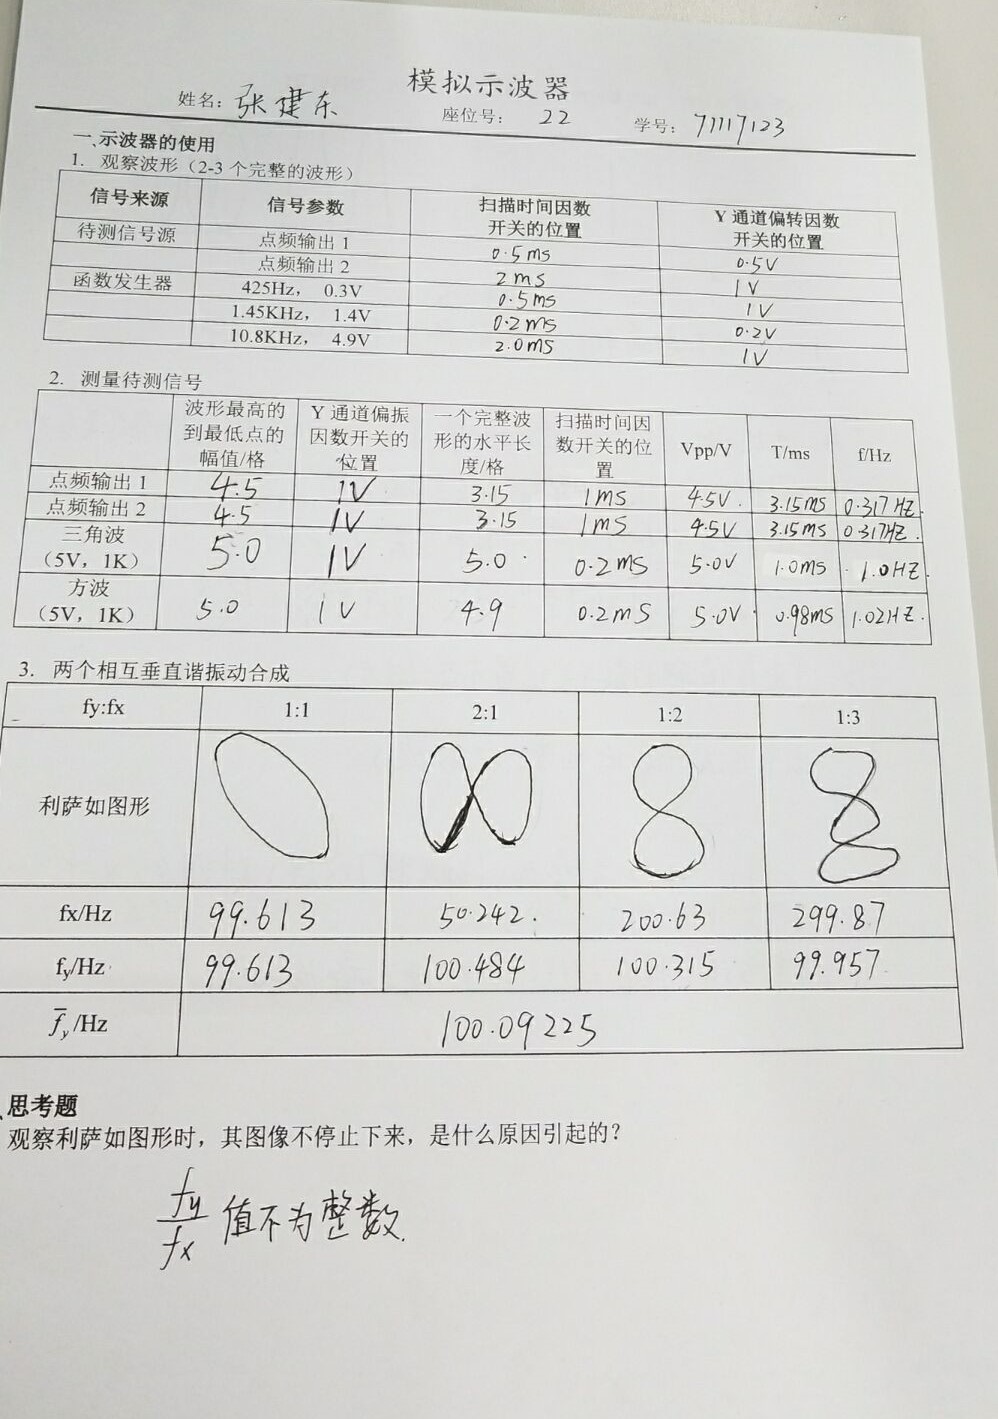 模拟示波器
姓名：张建东 座位号： 22 学号：71117123
一、示波器的使用
1. 观察波形（2-3 个完整的波形）
信号来源 信号参数 扫描时间因数开关的位置 Y 通道偏转因数开关的位置
待测信号源 点频输出 1 0.5ms 0.5V
点频输出 2 2ms 1V
函数发生器 425Hz， 0.3V 0.5ms 1V
1.45KHz， 1.4V 0.2ms 0.2V
10.8KHz， 4.9V 2.0ms 1V
2. 测量待测信号
波形最高的到最低点的幅值/格 Y 通道偏振因数开关的位置 一个完整波形的水平长度/格 扫描时间因数开关的位置 Vpp/V T/ms f/Hz
点频输出 1 4.5 1V 3.15 1ms 4.5V. 3.15ms 0.317HZ.
点频输出 2 4.5 1V 3.15 1ms 4.5V 3.15ms 0.317HZ.
三角波（5V，1K） 5.0 1V 5.0 0.2ms 5.0V 1.0ms 1.0HZ.
方波（5V，1K） 5.0 1V 4.9 0.2mS 5.0V. 0.98ms 1.02HZ.
3. 两个相互垂直谐振动合成
fy:fx 1:1 2:1 1:2 1:3
利萨如图形
fx/Hz 99.613 50.242. 200.63 299.87
fy/Hz 99.613 100.484 100.315 99.957
f̄y/Hz 100.09225
思考题
观察利萨如图形时，其图像不停止下来，是什么原因引起的？
fy/fx 值不为整数.